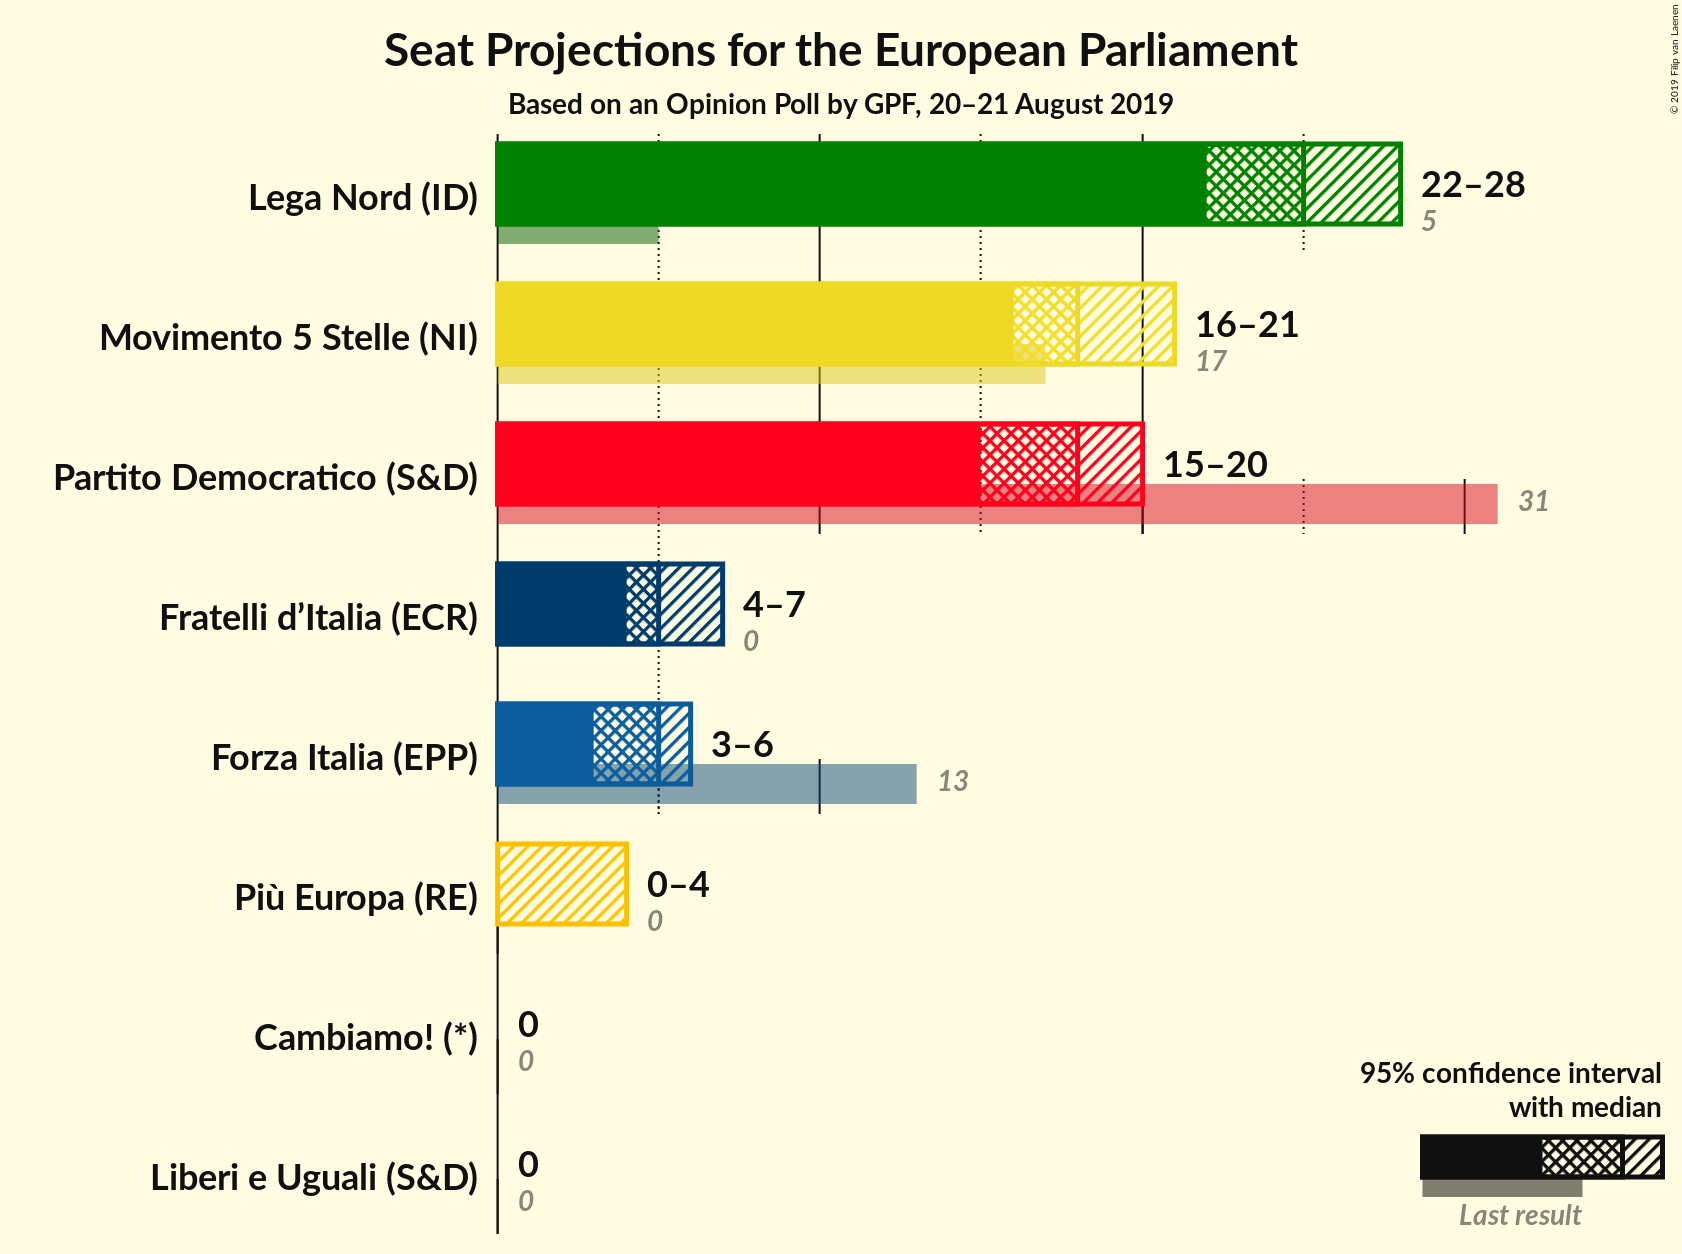 Seat Projections for the European Parliament
Based on an Opinion Poll by GPF, 20–21 August 2019
© 2019 Filip van Laenen
Lega Nord (ID)
22–28
5
Movimento 5 Stelle (NI)
16–21
17
Partito Democratico (S&D)
15–20
31
Fratelli d’Italia (ECR)
4–7
0
Forza Italia (EPP)
3–6
13
Più Europa (RE)
0–4
0
Cambiamo! (*)
0
0
Liberi e Uguali (S&D)
0
0
95% confidence interval
with median
Last result